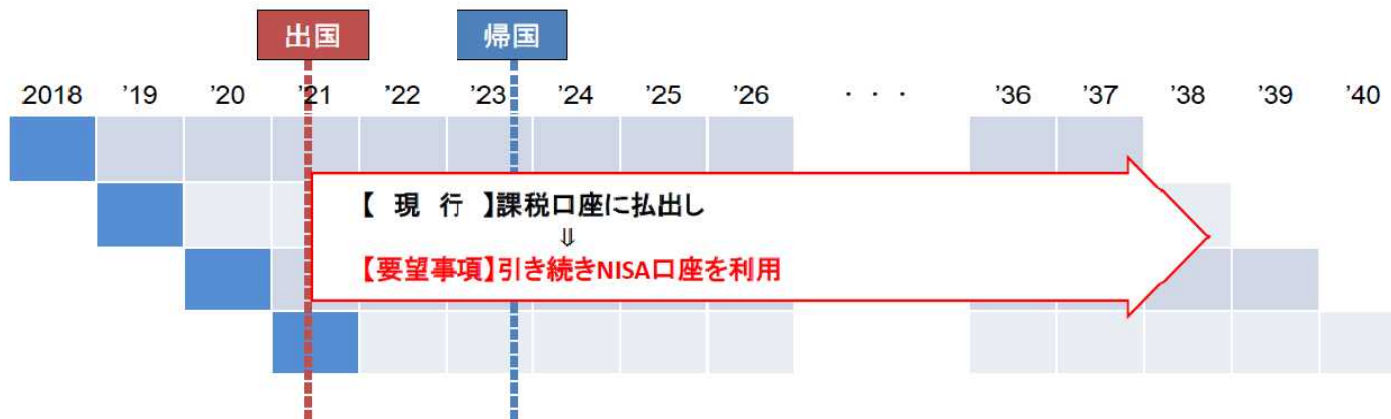 出国
帰国
2018 '19 '20 '21 '22 '23 '24 '25 '26 ・・・ '36 '37 '38 '39 '40
【 現 行 】課税口座に払出し
⇓
【要望事項】引き続きNISA口座を利用